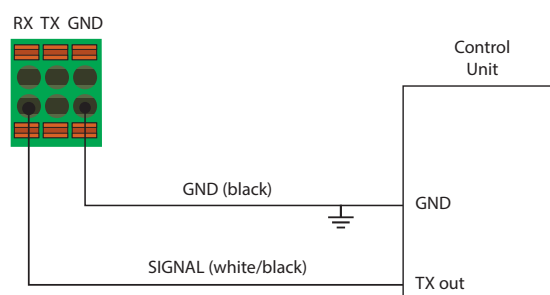 RX TX GND
Control
Unit
GND (black)
GND
SIGNAL (white/black)
TX out